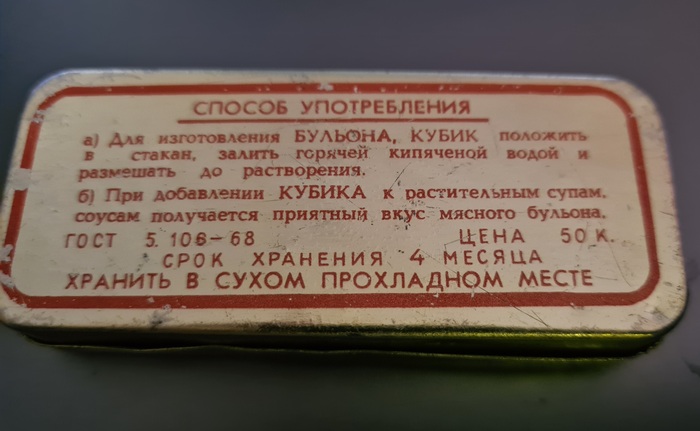 СПОСОБ УПОТРЕБЛЕНИЯ
а) Для изготовления БУЛЬОНА, КУБИК положить
в стакан, залить горячей кипяченой водой и
размешать до растворения.
б) При добавлении КУБИКА к растительным супам,
соусам получается приятный вкус мясного бульона.
ГОСТ 5.106-68 ЦЕНА 50 К.
СРОК ХРАНЕНИЯ 4 МЕСЯЦА
ХРАНИТЬ В СУХОМ ПРОХЛАДНОМ МЕСТЕ